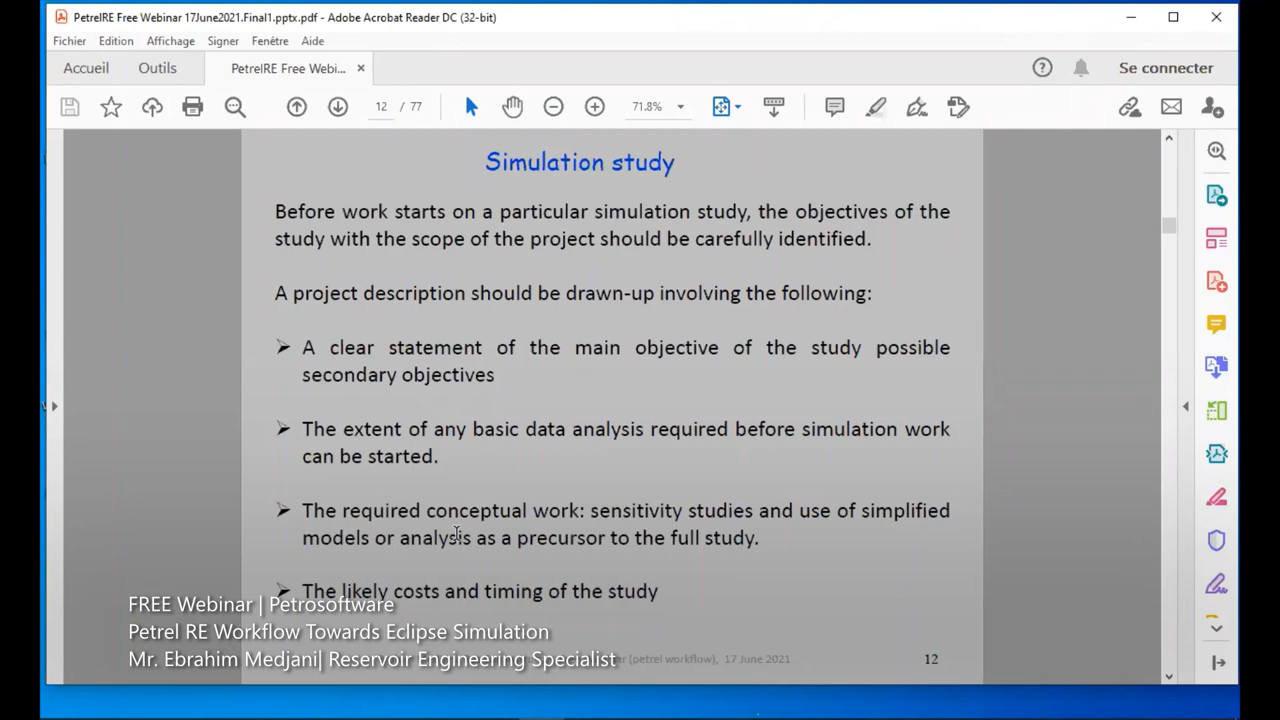 PetrelRE Free Webinar 17June2021.Final1.pptx.pdf - Adobe Acrobat Reader DC (32-bit)
Fichier Edition Affichage Signer Fenêtre Aide
Accueil Outils PetrelRE Free Webi... × Se connecter
12 / 77 71.8%
Simulation study
Before work starts on a particular simulation study, the objectives of the
study with the scope of the project should be carefully identified.
A project description should be drawn-up involving the following:
➢ A clear statement of the main objective of the study possible
secondary objectives
➢ The extent of any basic data analysis required before simulation work
can be started.
➢ The required conceptual work: sensitivity studies and use of simplified
models or analysis as a precursor to the full study.
➢ The likely costs and timing of the study
FREE Webinar | Petrosoftware
Petrel RE Workflow Towards Eclipse Simulation
Mr. Ebrahim Medjani| Reservoir Engineering Specialist
(petrel workflow), 17 June 2021 12